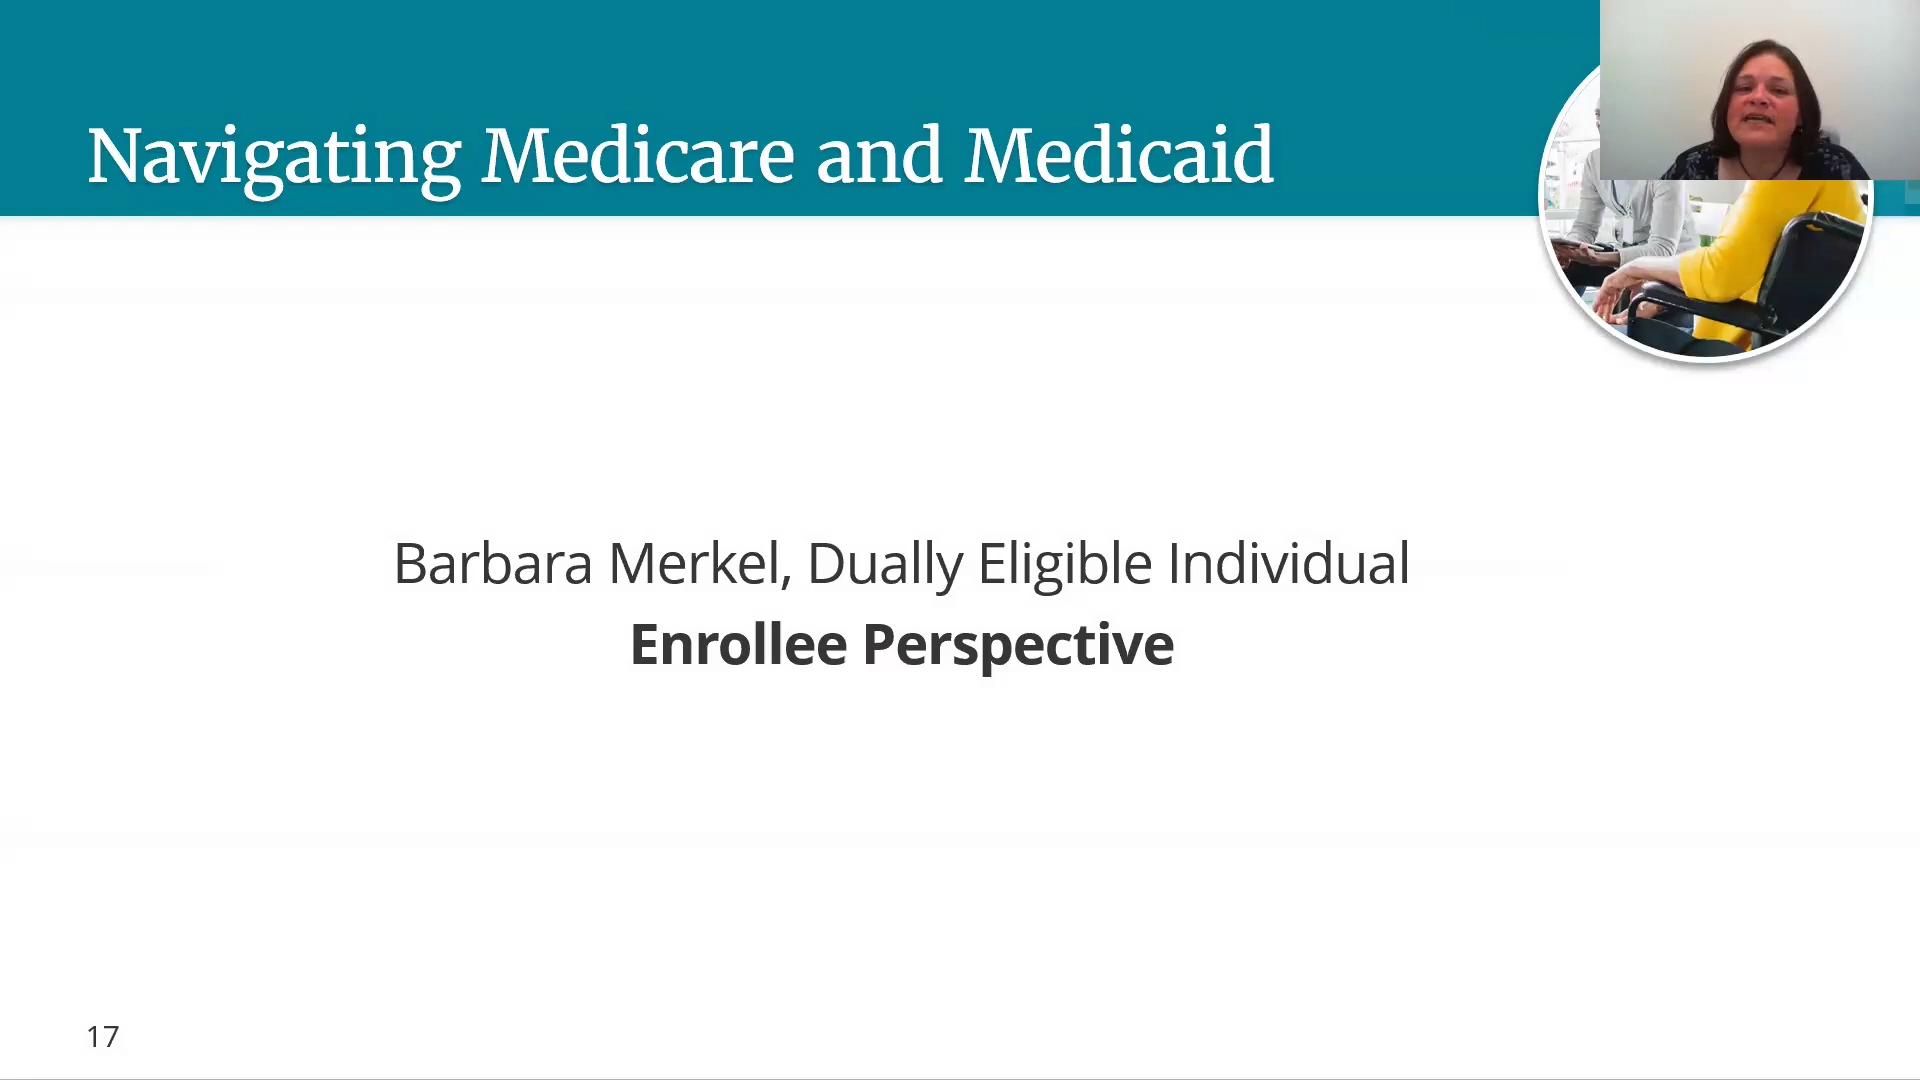 Navigating Medicare and Medicaid
Barbara Merkel, Dually Eligible Individual
Enrollee Perspective
17